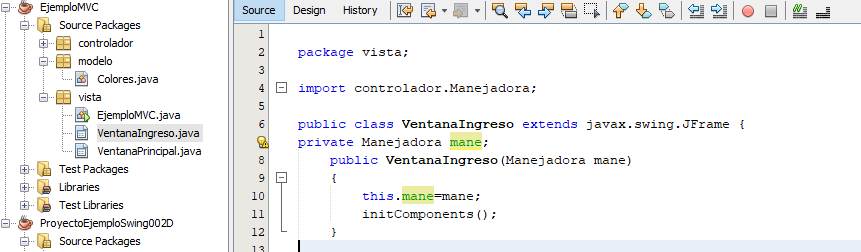 EjemploMVC
Source Packages
controlador
modelo
Colores.java
vista
EjemploMVC.java
VentanaIngreso.java
VentanaPrincipal.java
Test Packages
Libraries
Test Libraries
ProyectoEjemploSwing002D
Source Packages
Source Design History
1
2 package vista;
3
4 import controlador.Manejadora;
5
6 public class VentanaIngreso extends javax.swing.JFrame {
private Manejadora mane;
8 public VentanaIngreso(Manejadora mane)
9 {
10 this.mane=mane;
11 initComponents();
12 }
13